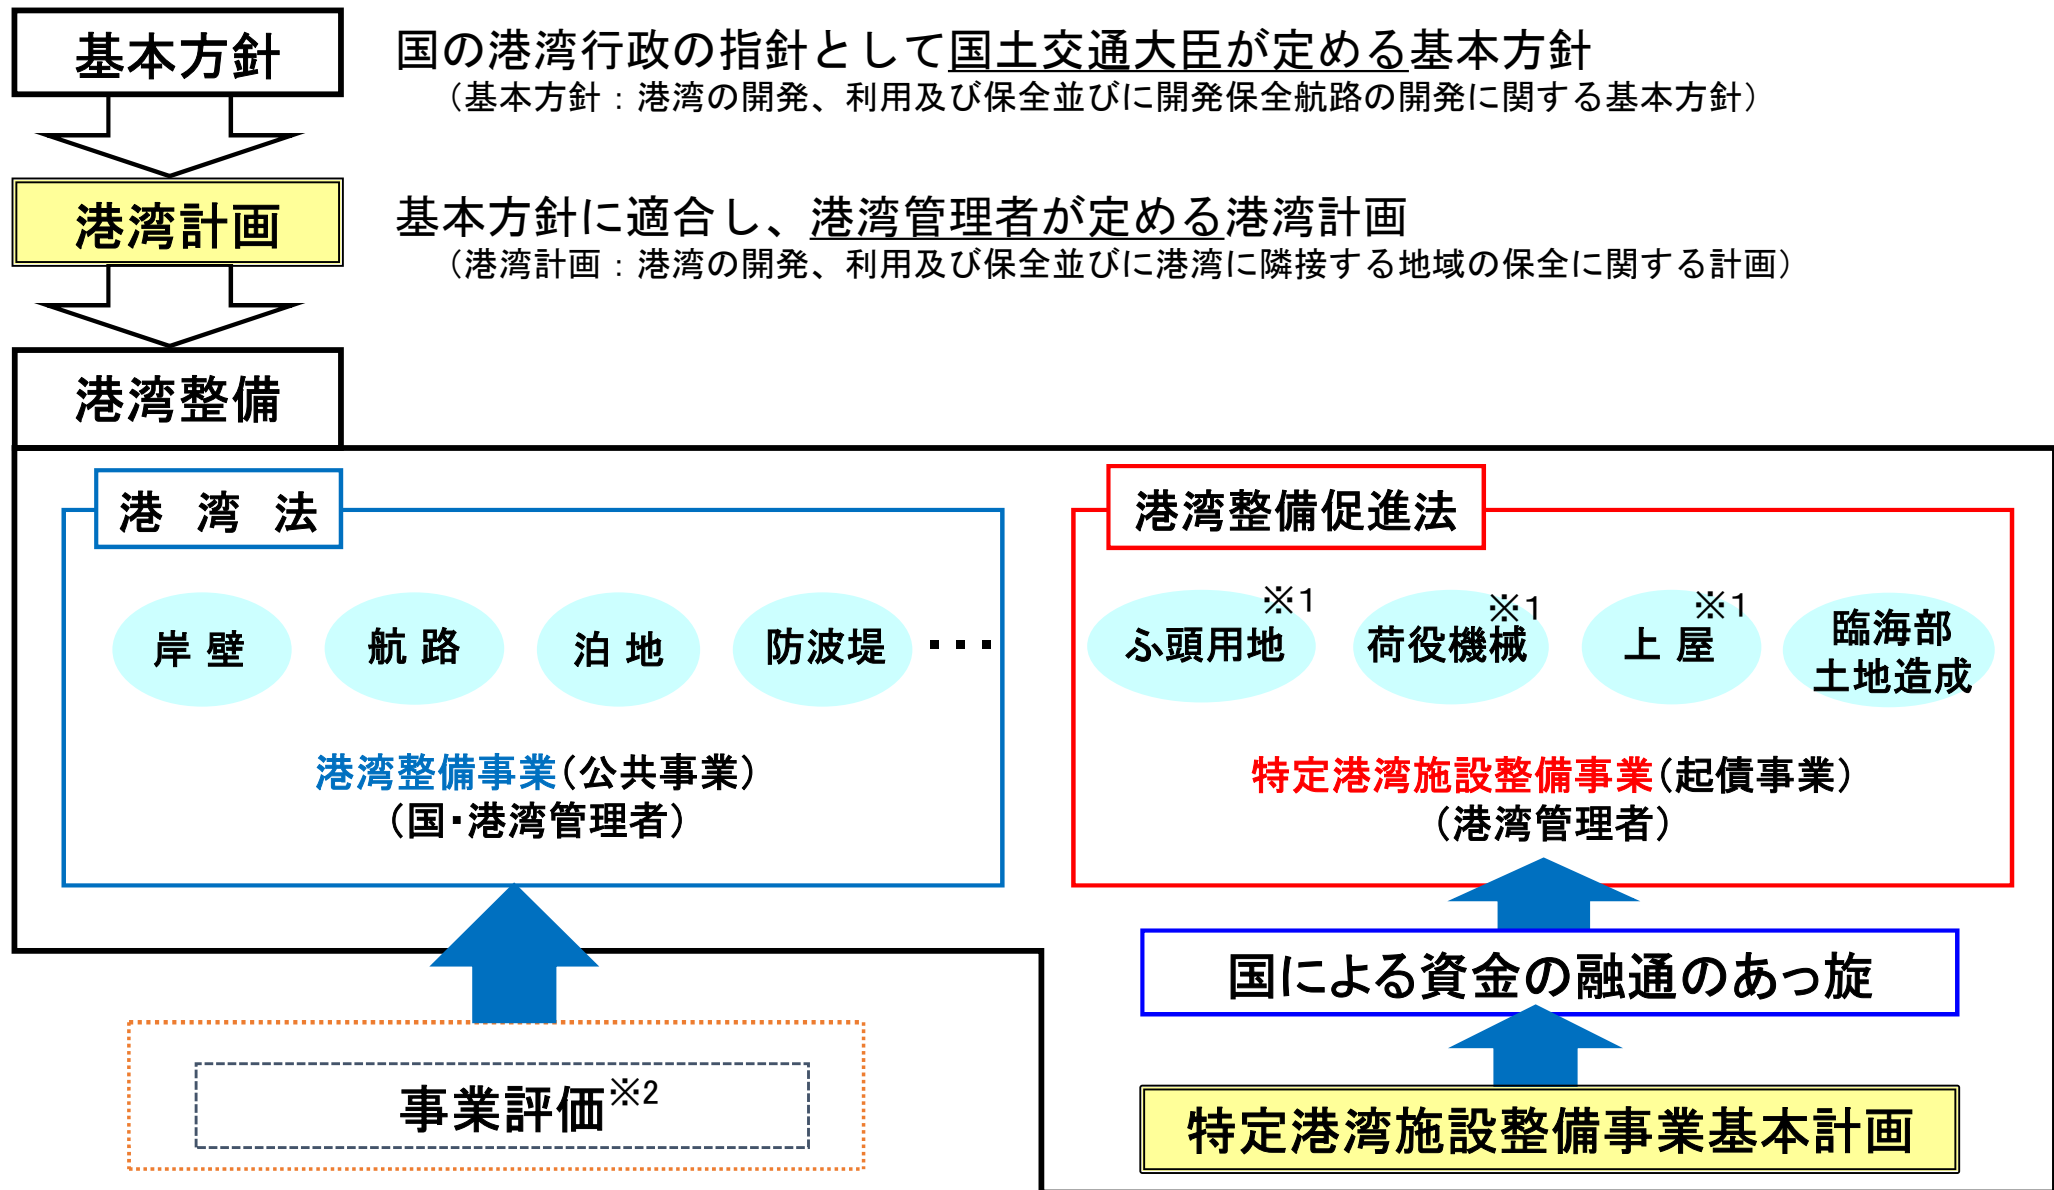 基本方針
国の港湾行政の指針として国土交通大臣が定める基本方針
（基本方針：港湾の開発、利用及び保全並びに開発保全航路の開発に関する基本方針）
港湾計画
基本方針に適合し、港湾管理者が定める港湾計画
（港湾計画：港湾の開発、利用及び保全並びに港湾に隣接する地域の保全に関する計画）
港湾整備
港 湾 法
岸 壁
航 路
泊 地
防波堤
･･･
港湾整備事業（公共事業）
（国･港湾管理者）
事業評価※2
港湾整備促進法
ふ頭用地※1
荷役機械※1
上 屋※1
臨海部
土地造成
特定港湾施設整備事業（起債事業）
（港湾管理者）
国による資金の融通のあっ旋
特定港湾施設整備事業基本計画